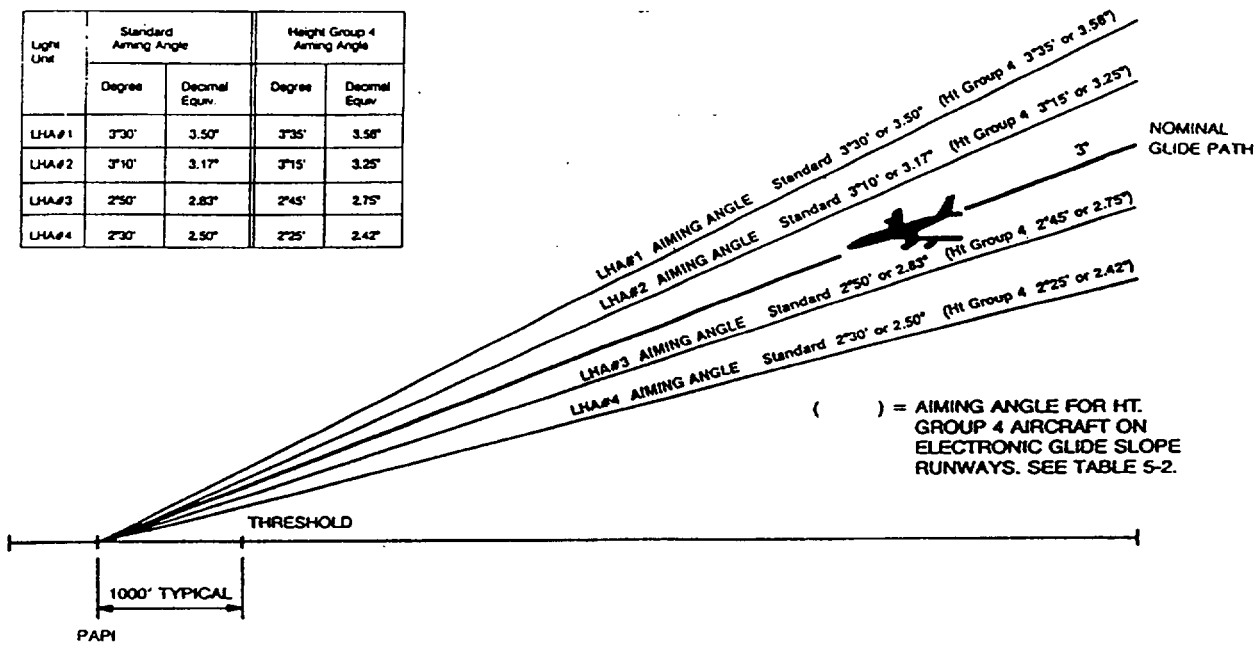 Light Unit
Standard Aiming Angle
Height Group 4 Aiming Angle
Degree
Decimal Equiv.
Degree
Decimal Equiv
LHA#1 3°30' 3.50° 3°35' 3.58°
LHA#2 3°10' 3.17° 3°15' 3.25°
LHA#3 2°50' 2.83° 2°45' 2.75°
LHA#4 2°30' 2.50° 2°25' 2.42°
LHA#1 AIMING ANGLE Standard 3°30' or 3.50° (Ht Group 4 3°35' or 3.58°)
LHA#2 AIMING ANGLE Standard 3°10' or 3.17° (Ht Group 4 3°15' or 3.25°)
3°
NOMINAL
GLIDE PATH
LHA#3 AIMING ANGLE Standard 2°50' or 2.83° (Ht Group 4 2°45' or 2.75°)
LHA#4 AIMING ANGLE Standard 2°30' or 2.50° (Ht Group 4 2°25' or 2.42°)
( ) = AIMING ANGLE FOR HT.
GROUP 4 AIRCRAFT ON
ELECTRONIC GLIDE SLOPE
RUNWAYS. SEE TABLE 5-2.
THRESHOLD
1000' TYPICAL
PAPI